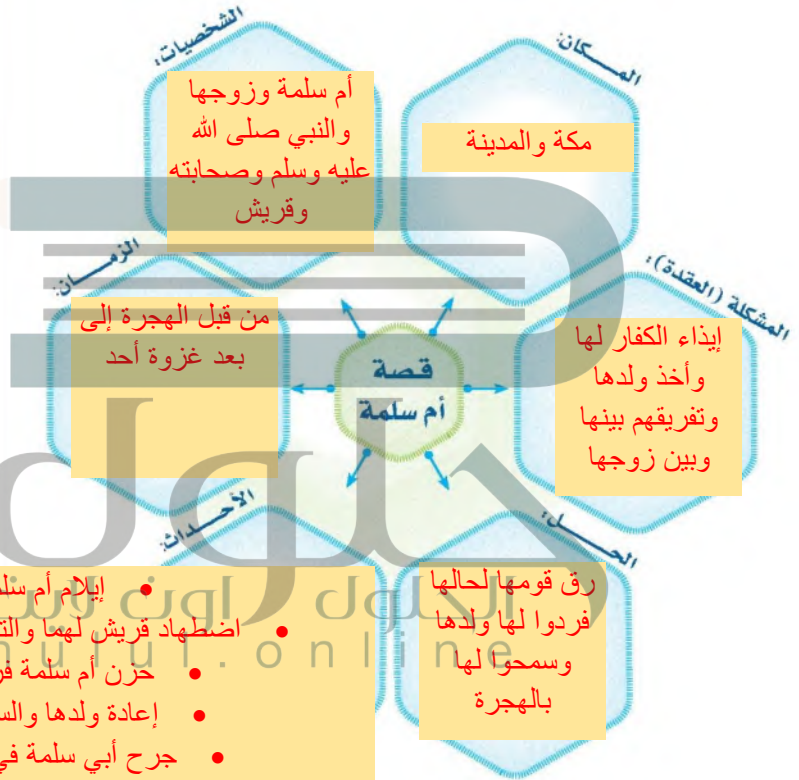 الشخصيات:
أم سلمة وزوجها
والنبي صلى الله
عليه وسلم وصحابته
وقريش
المكان:
مكة والمدينة
الزمان:
من قبل الهجرة إلى
بعد غزوة أحد
قصة
أم سلمة
المشكلة (العقدة):
إيذاء الكفار لها
وأخذ ولدها
وتفريقهم بينها
وبين زوجها
الأحداث:
• إيلام أم
• اضطهاد قريش لهما
• حزن أم سلمة
• إعادة ولدها
• جرح أبي سلمة في
الحل:
رق قومها لحالها
فردوا لها ولدها
وسمحوا لها
بالهجرة
حلول